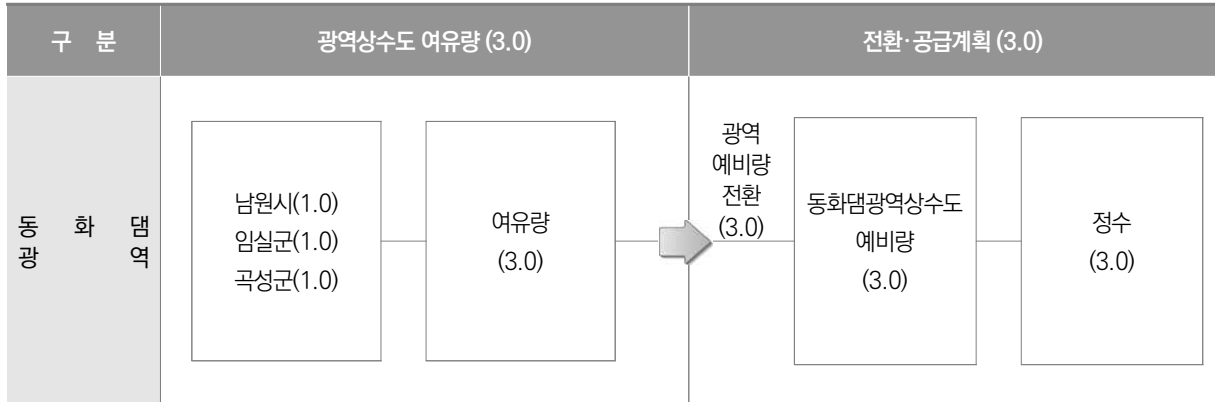 구 분
광역상수도 여유량 (3.0)
전환·공급계획 (3.0)
동 화 댐
광 역
남원시(1.0)
임실군(1.0)
곡성군(1.0)
여유량
(3.0)
광역
예비량
전환
(3.0)
동화댐광역상수도
예비량
(3.0)
정수
(3.0)